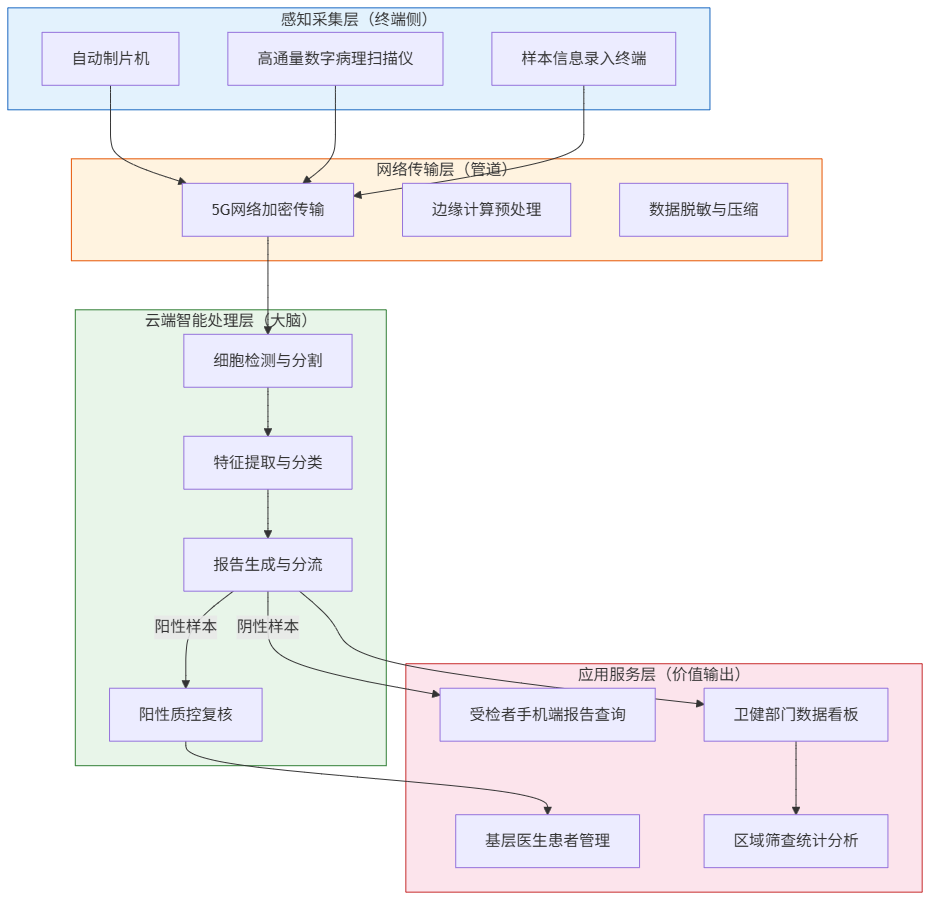 感知采集层（终端侧）
自动制片机
高通量数字病理扫描仪
样本信息录入终端
网络传输层（管道）
5G网络加密传输
边缘计算预处理
数据脱敏与压缩
云端智能处理层（大脑）
细胞检测与分割
特征提取与分类
报告生成与分流
阳性样本
阴性样本
阳性质控复核
应用服务层（价值输出）
受检者手机端报告查询
卫健部门数据看板
基层医生患者管理
区域筛查统计分析